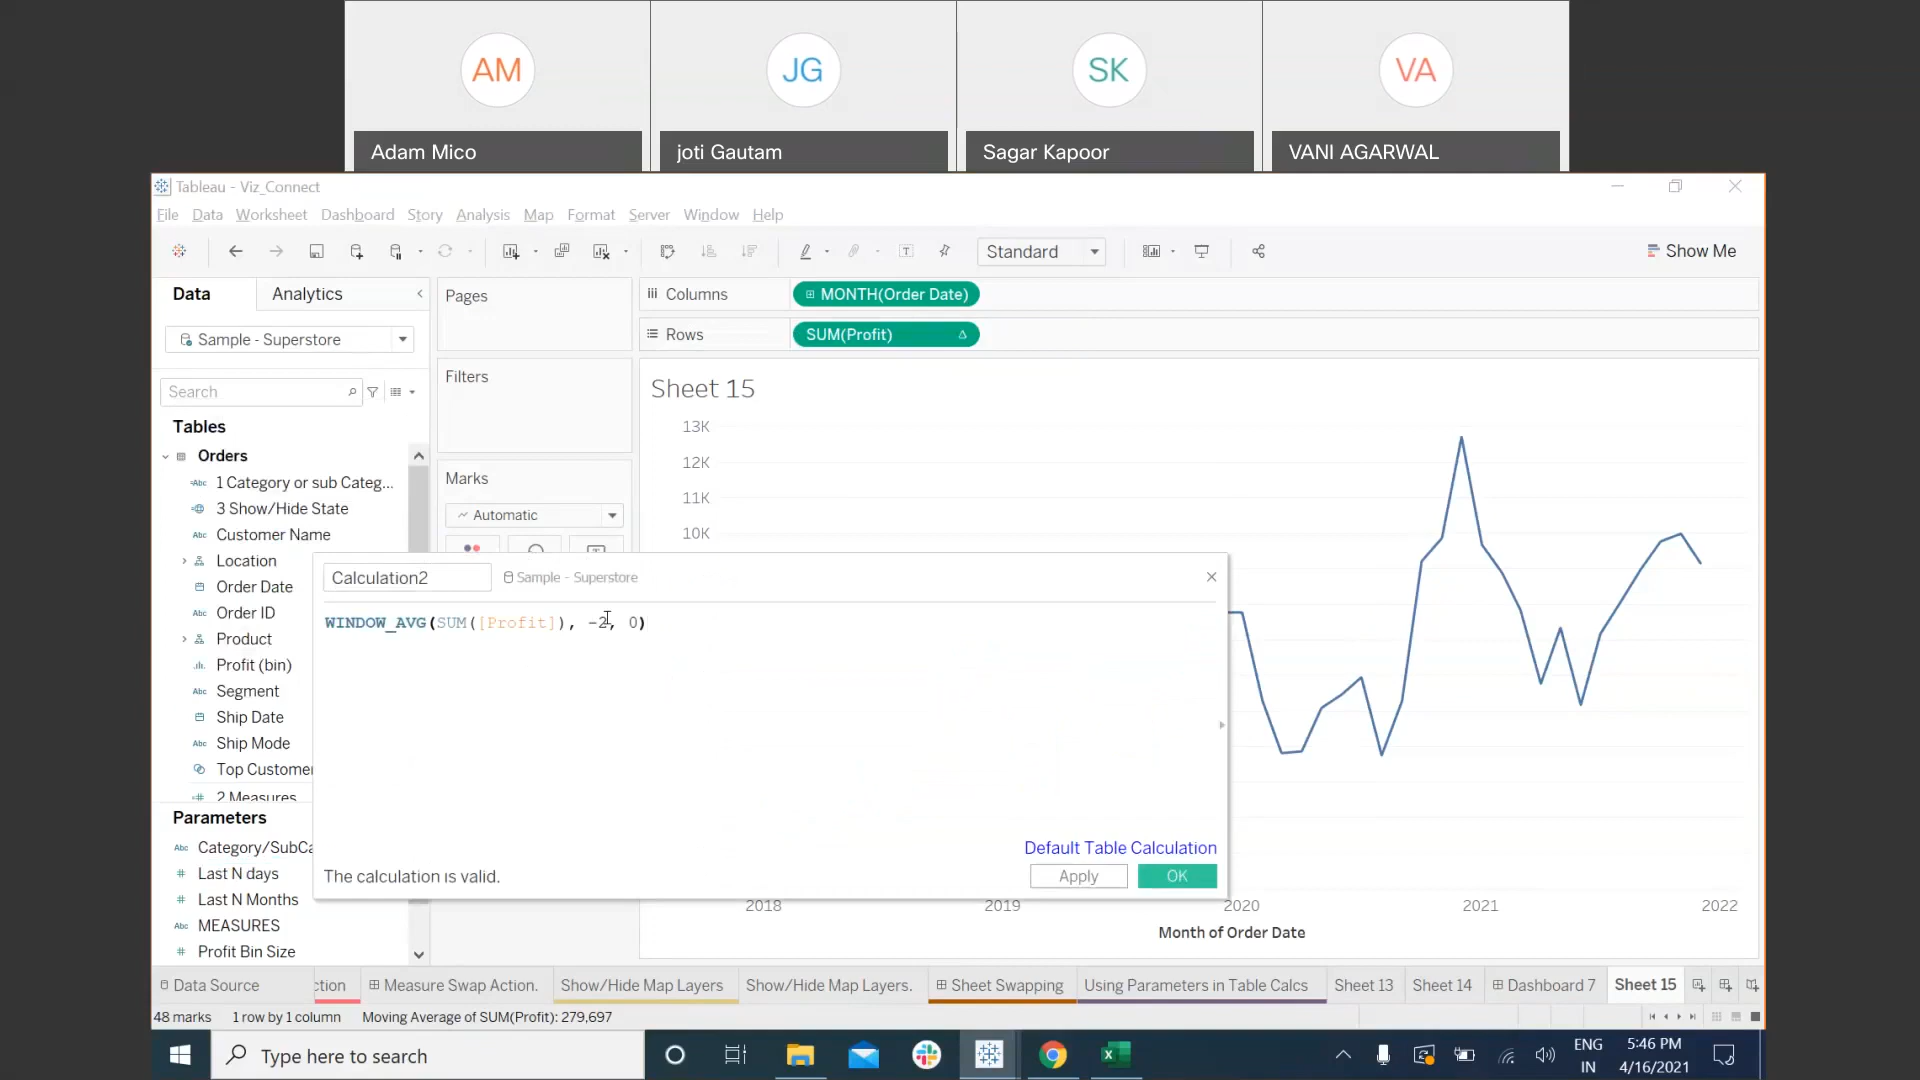 AM
JG
SK
VA
Adam Mico
joti Gautam
Sagar Kapoor
VANI AGARWAL
Tableau - Viz_Connect
File Data Worksheet Dashboard Story Analysis Map Format Server Window Help
Standard
Show Me
Data
Analytics
Pages
Columns
MONTH(Order Date)
Sample - Superstore
Rows
SUM(Profit)
Search
Filters
Sheet 15
Tables
Orders
1 Category or sub Categ...
3 Show/Hide State
Customer Name
Location
Order Date
Order ID
Product
Profit (bin)
Segment
Ship Date
Ship Mode
Top Customer
2 Measures
Marks
Automatic
13K
12K
11K
10K
Calculation2
Sample - Superstore
WINDOW_AVG(SUM([Profit]), -2, 0)
Default Table Calculation
The calculation is valid.
Apply
OK
Parameters
Category/SubCa
Last N days
Last N Months
MEASURES
Profit Bin Size
2018
2019
2020
2021
2022
Month of Order Date
Data Source
ction
Measure Swap Action.
Show/Hide Map Layers
Show/Hide Map Layers.
Sheet Swapping
Using Parameters in Table Calcs
Sheet 13
Sheet 14
Dashboard 7
Sheet 15
48 marks
1 row by 1 column
Moving Average of SUM(Profit): 279,697
Type here to search
ENG
IN
5:46 PM
4/16/2021